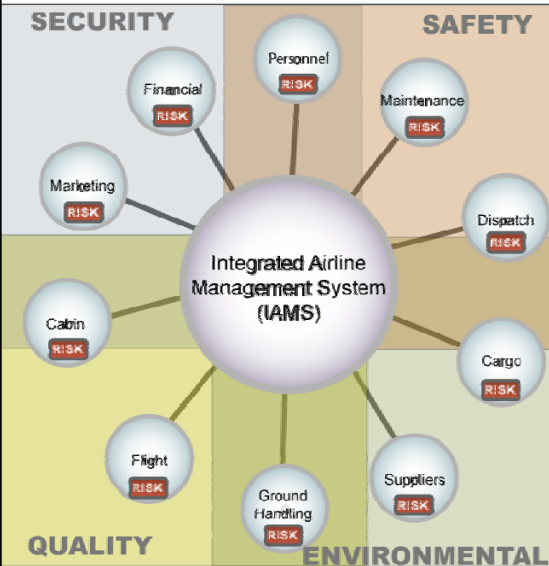 SECURITY
SAFETY
Personnel
RISK
Financial
RISK
Maintenance
RISK
Marketing
RISK
Dispatch
RISK
Integrated Airline
Management System
(IAMS)
Cabin
RISK
Cargo
RISK
Flight
RISK
Suppliers
RISK
Ground
Handling
RISK
QUALITY
ENVIRONMENTAL